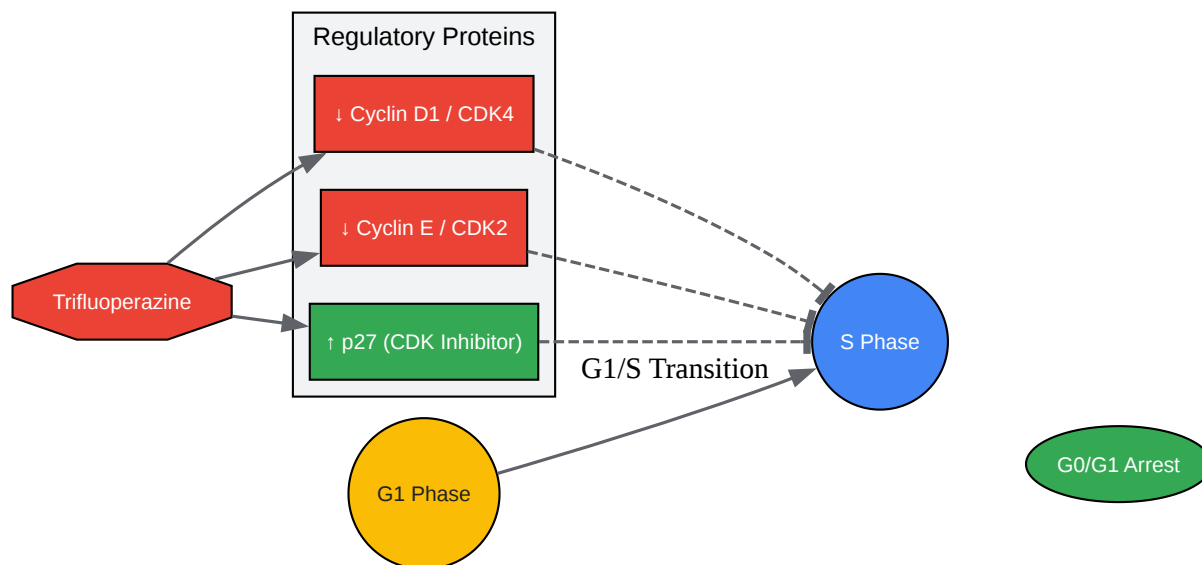 Regulatory Proteins
↓ Cyclin D1 / CDK4
↓ Cyclin E / CDK2
Trifluoperazine
↑ p27 (CDK Inhibitor)
S Phase
G1/S Transition
G0/G1 Arrest
G1 Phase